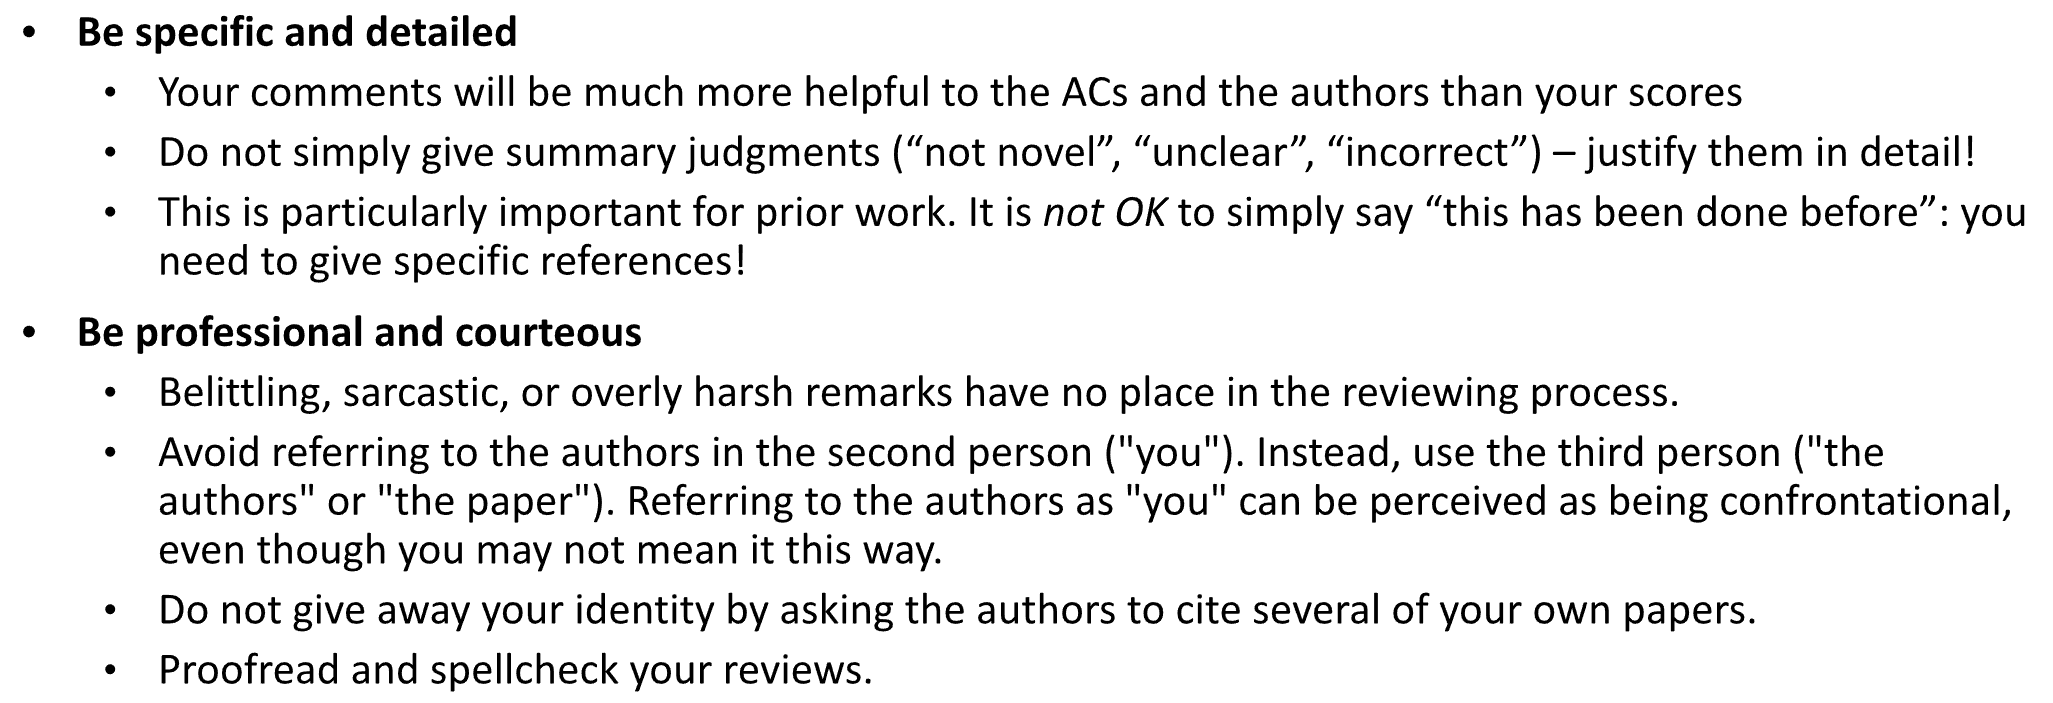 • Be specific and detailed
• Your comments will be much more helpful to the ACs and the authors than your scores
• Do not simply give summary judgments (“not novel”, “unclear”, “incorrect”) – justify them in detail!
• This is particularly important for prior work. It is not OK to simply say “this has been done before”: you
need to give specific references!
• Be professional and courteous
• Belittling, sarcastic, or overly harsh remarks have no place in the reviewing process.
• Avoid referring to the authors in the second person ("you"). Instead, use the third person ("the
authors" or "the paper"). Referring to the authors as "you" can be perceived as being confrontational,
even though you may not mean it this way.
• Do not give away your identity by asking the authors to cite several of your own papers.
• Proofread and spellcheck your reviews.